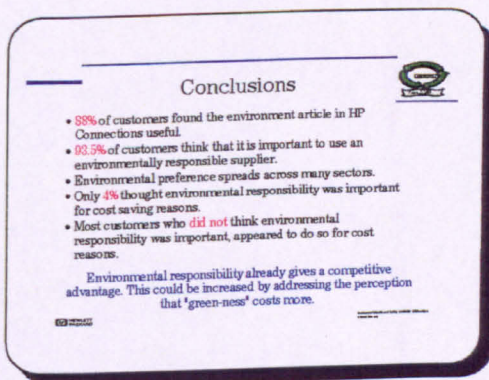 Conclusions
• 88% of customers found the environment article in HP
Connections useful.
• 93.5% of customers think that it is important to use an
environmentally responsible supplier.
• Environmental preference spreads across many sectors.
• Only 4% thought environmental responsibility was important
for cost saving reasons.
• Most customers who did not think environmental
responsibility was important, appeared to do so for cost
reasons.
Environmental responsibility already gives a competitive
advantage. This could be increased by addressing the perception
that "green-ness" costs more.
HEWLETT
PACKARD